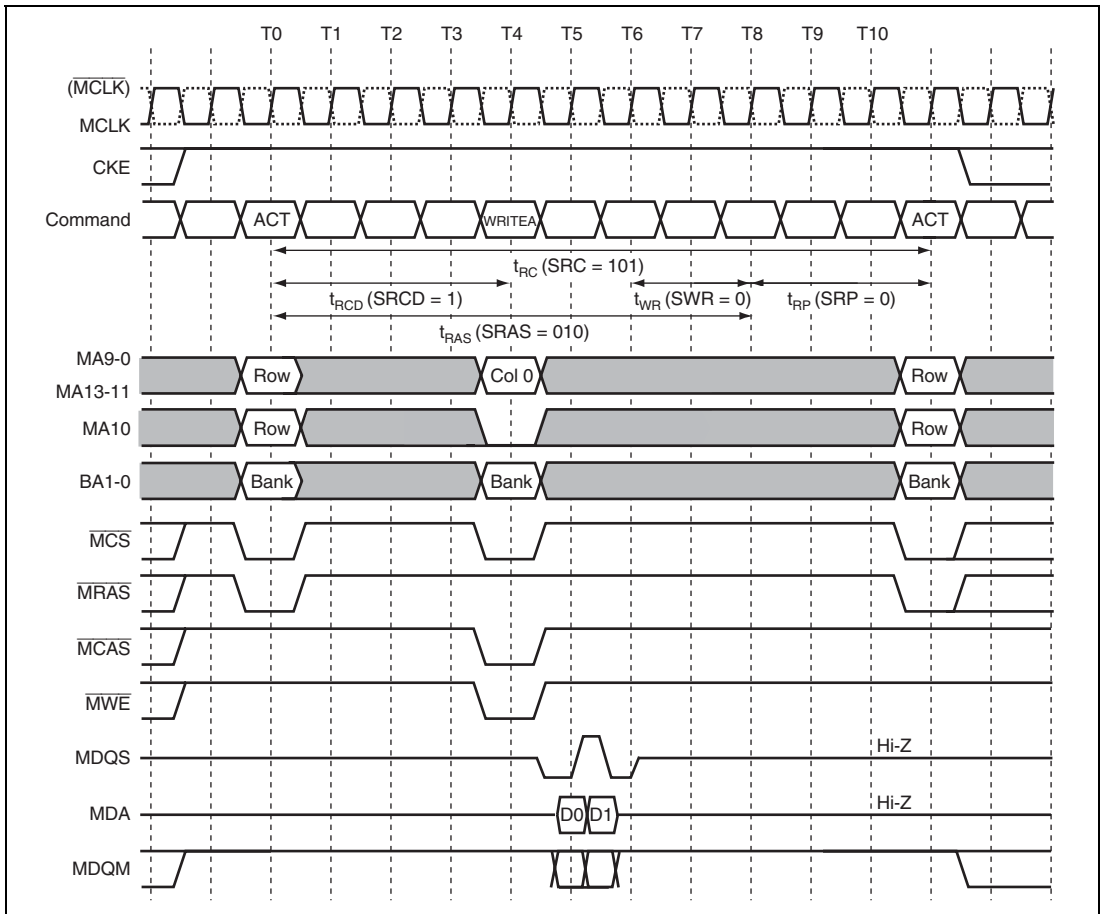 T0 T1 T2 T3 T4 T5 T6 T7 T8 T9 T10
(MCLK)
MCLK
CKE
Command ACT WRITEA ACT
tRC (SRC = 101)
tRCD (SRCD = 1) tWR (SWR = 0) tRP (SRP = 0)
tRAS (SRAS = 010)
MA9-0
MA13-11 Row Col 0 Row
MA10 Row Row
BA1-0 Bank Bank Bank
MCS
MRAS
MCAS
MWE
MDQS Hi-Z
MDA D0 D1 Hi-Z
MDQM